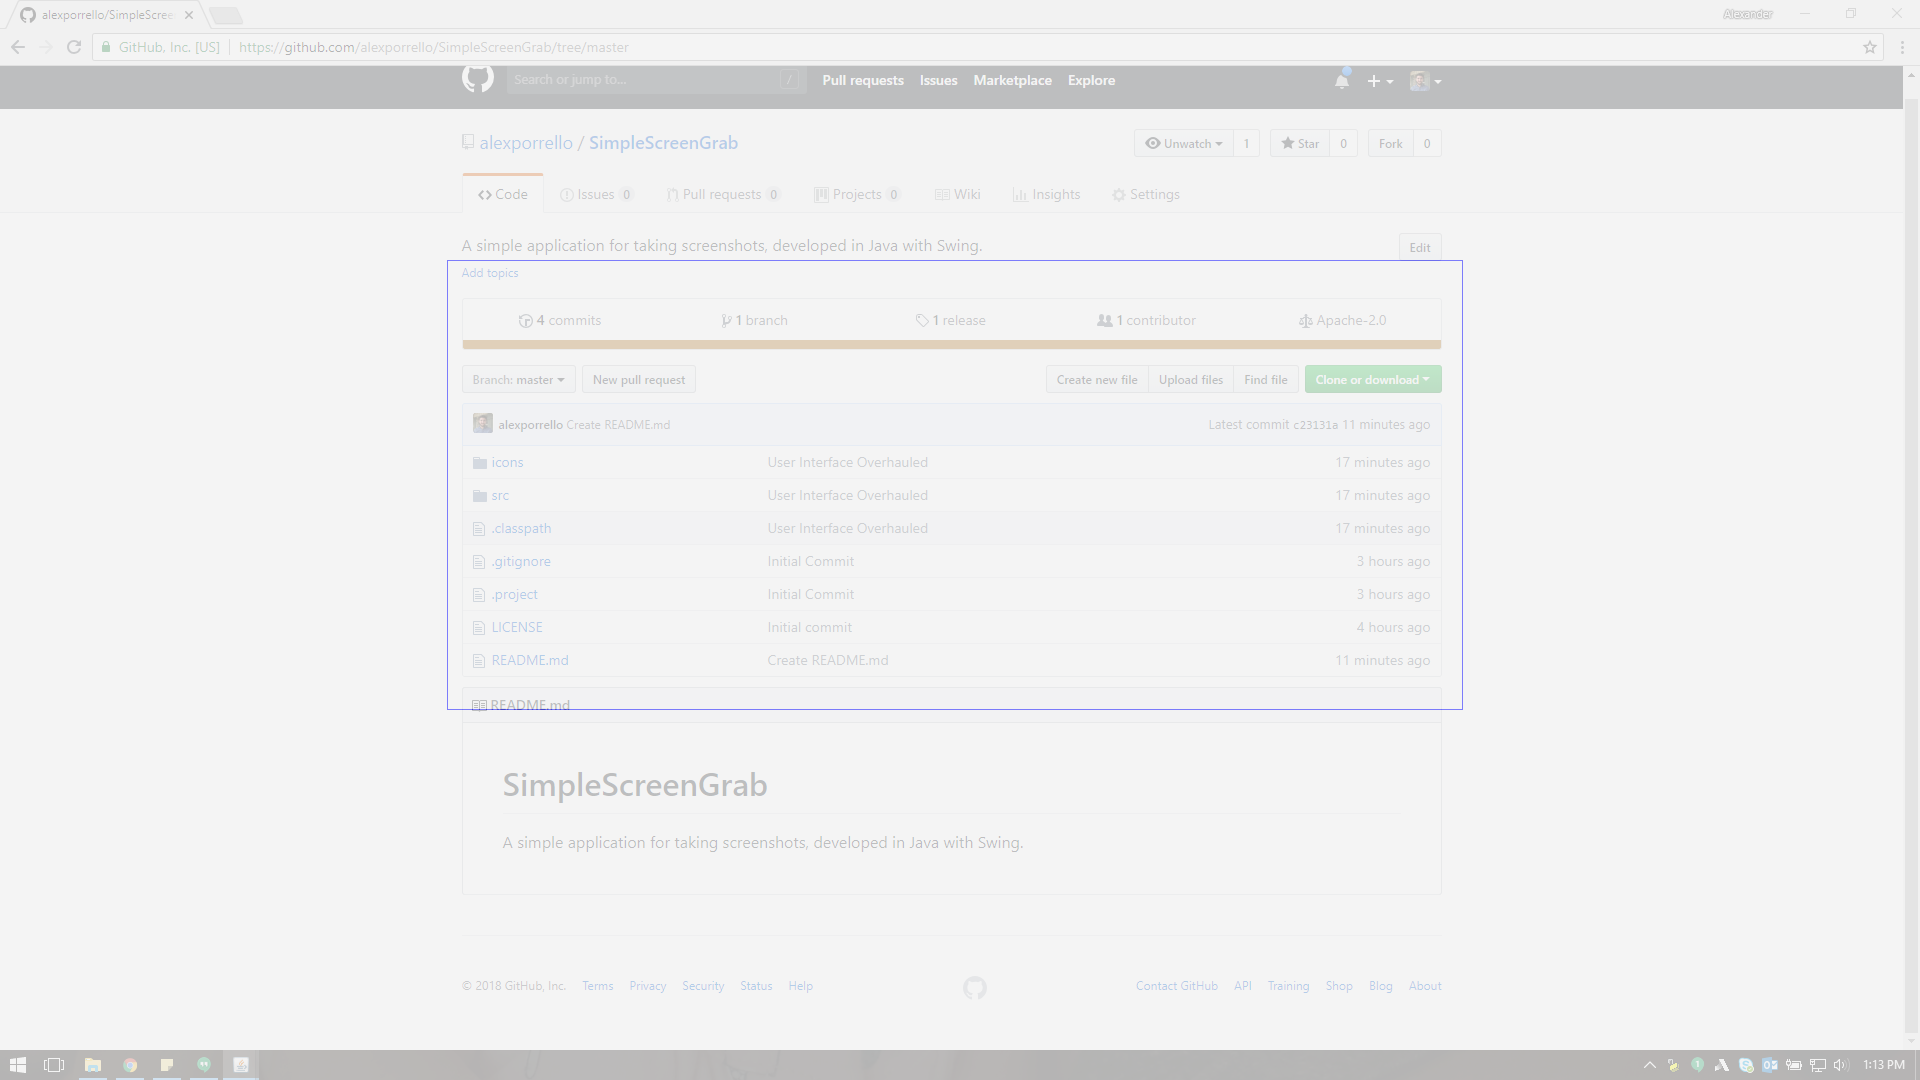 alexporrello/SimpleScree
Alexander
GitHub, Inc. [US] https://github.com/alexporrello/SimpleScreenGrab/tree/master
Search or jump to... / Pull requests Issues Marketplace Explore
alexporrello / SimpleScreenGrab Unwatch 1 Star 0 Fork 0
Code Issues 0 Pull requests 0 Projects 0 Wiki Insights Settings
A simple application for taking screenshots, developed in Java with Swing. Edit
Add topics
4 commits 1 branch 1 release 1 contributor Apache-2.0
Branch: master New pull request Create new file Upload files Find file Clone or download
alexporrello Create README.md Latest commit c23131a 11 minutes ago
icons User Interface Overhauled 17 minutes ago
src User Interface Overhauled 17 minutes ago
.classpath User Interface Overhauled 17 minutes ago
.gitignore Initial Commit 3 hours ago
.project Initial Commit 3 hours ago
LICENSE Initial commit 4 hours ago
README.md Create README.md 11 minutes ago
README.md
SimpleScreenGrab
A simple application for taking screenshots, developed in Java with Swing.
© 2018 GitHub, Inc. Terms Privacy Security Status Help Contact GitHub API Training Shop Blog About
1:13 PM